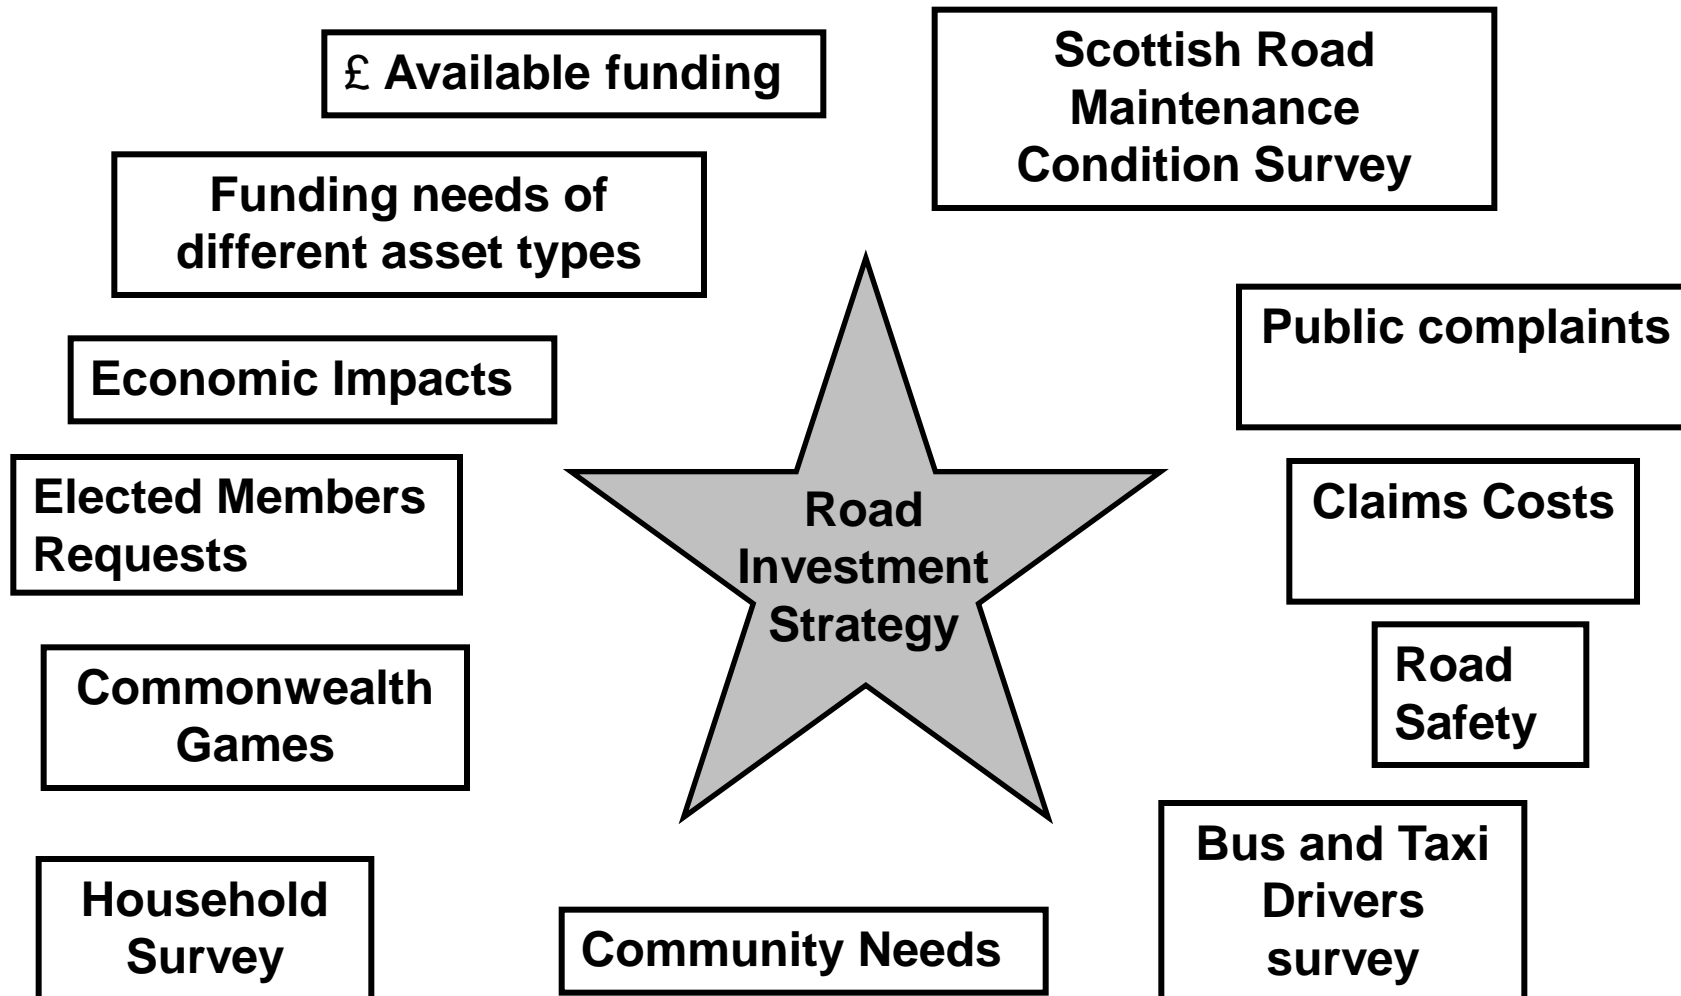 £ Available funding
Scottish Road
Maintenance
Condition Survey
Funding needs of
different asset types
Public complaints
Economic Impacts
Elected Members
Requests
Claims Costs
Road
Investment
Strategy
Road
Safety
Commonwealth
Games
Bus and Taxi
Drivers
survey
Household
Survey
Community Needs